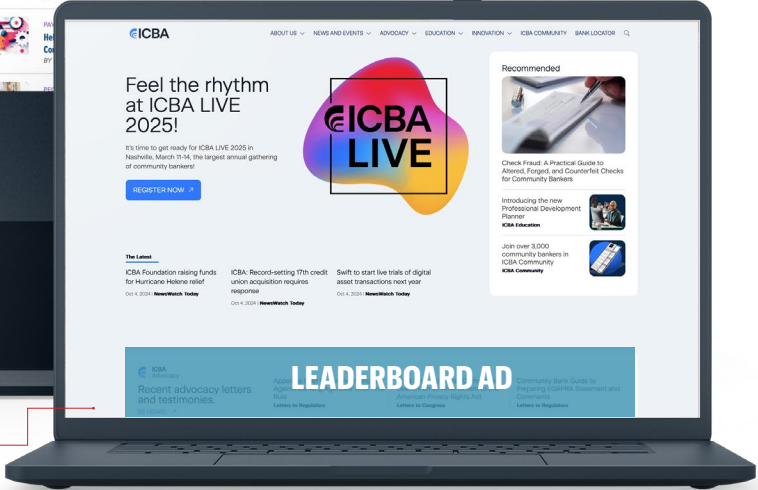 PAY
Hel
Con
BY
PEO
ICBA
ABOUT US
NEWS AND EVENTS
ADVOCACY
EDUCATION
INNOVATION
ICBA COMMUNITY
BANK LOCATOR
Feel the rhythm
at ICBA LIVE
2025!
It's time to get ready for ICBA LIVE 2025 in
Nashville, March 11-14, the largest annual gathering
of community bankers!
REGISTER NOW
ICBA
LIVE
Recommended
Check Fraud: A Practical Guide to
Altered, Forged, and Counterfeit Checks
for Community Bankers
Introducing the new
Professional Development
Planner
ICBA Education
Join over 3,000
community bankers in
ICBA Community
ICBA Community
The Latest
ICBA Foundation raising funds
for Hurricane Helene relief
Oct 4, 2024 | NewsWatch Today
ICBA: Record-setting 17th credit
union acquisition requires
response
Oct 4, 2024 | NewsWatch Today
Swift to start live trials of digital
asset transactions next year
Oct 4, 2024 | NewsWatch Today
LEADERBOARD AD
ICBA
Advocacy
Recent advocacy letters
and testimonies.
Rule
Letters to Regulators
American Privacy Rights Act
Letters to Congress
Community Bank Guide to
Preparing EGRPRA Statement and
Comments
Letters to Regulators